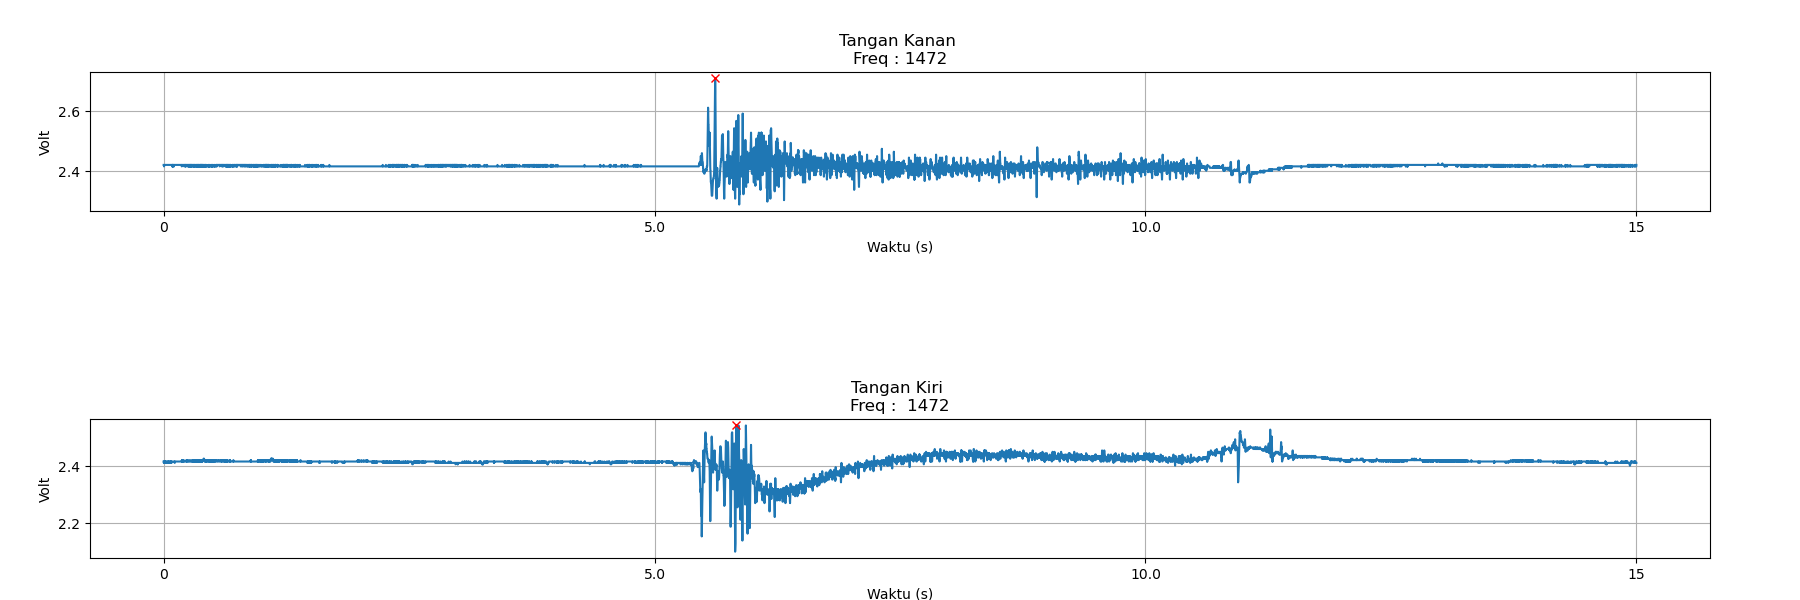 Tangan Kanan
Freq : 1472
2.6
2.4
Volt
0 5.0 10.0 15
Waktu (s)
Tangan Kiri
Freq :  1472
2.4
2.2
Volt
0 5.0 10.0 15
Waktu (s)